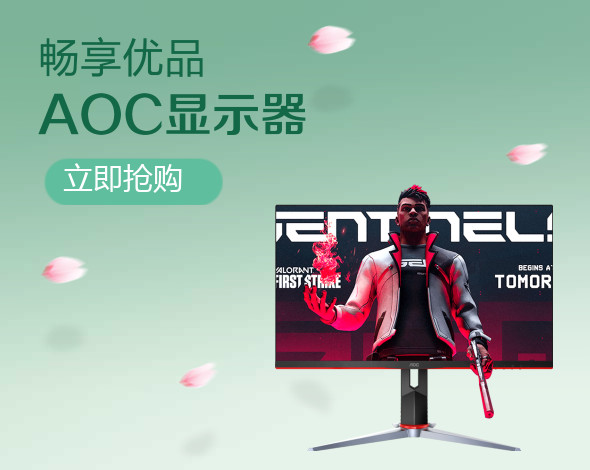 畅享优品
AOC显示器
立即抢购
SENTINELS
VALORANT
FIRST STRIKE
BEGINS AT
TOMOR